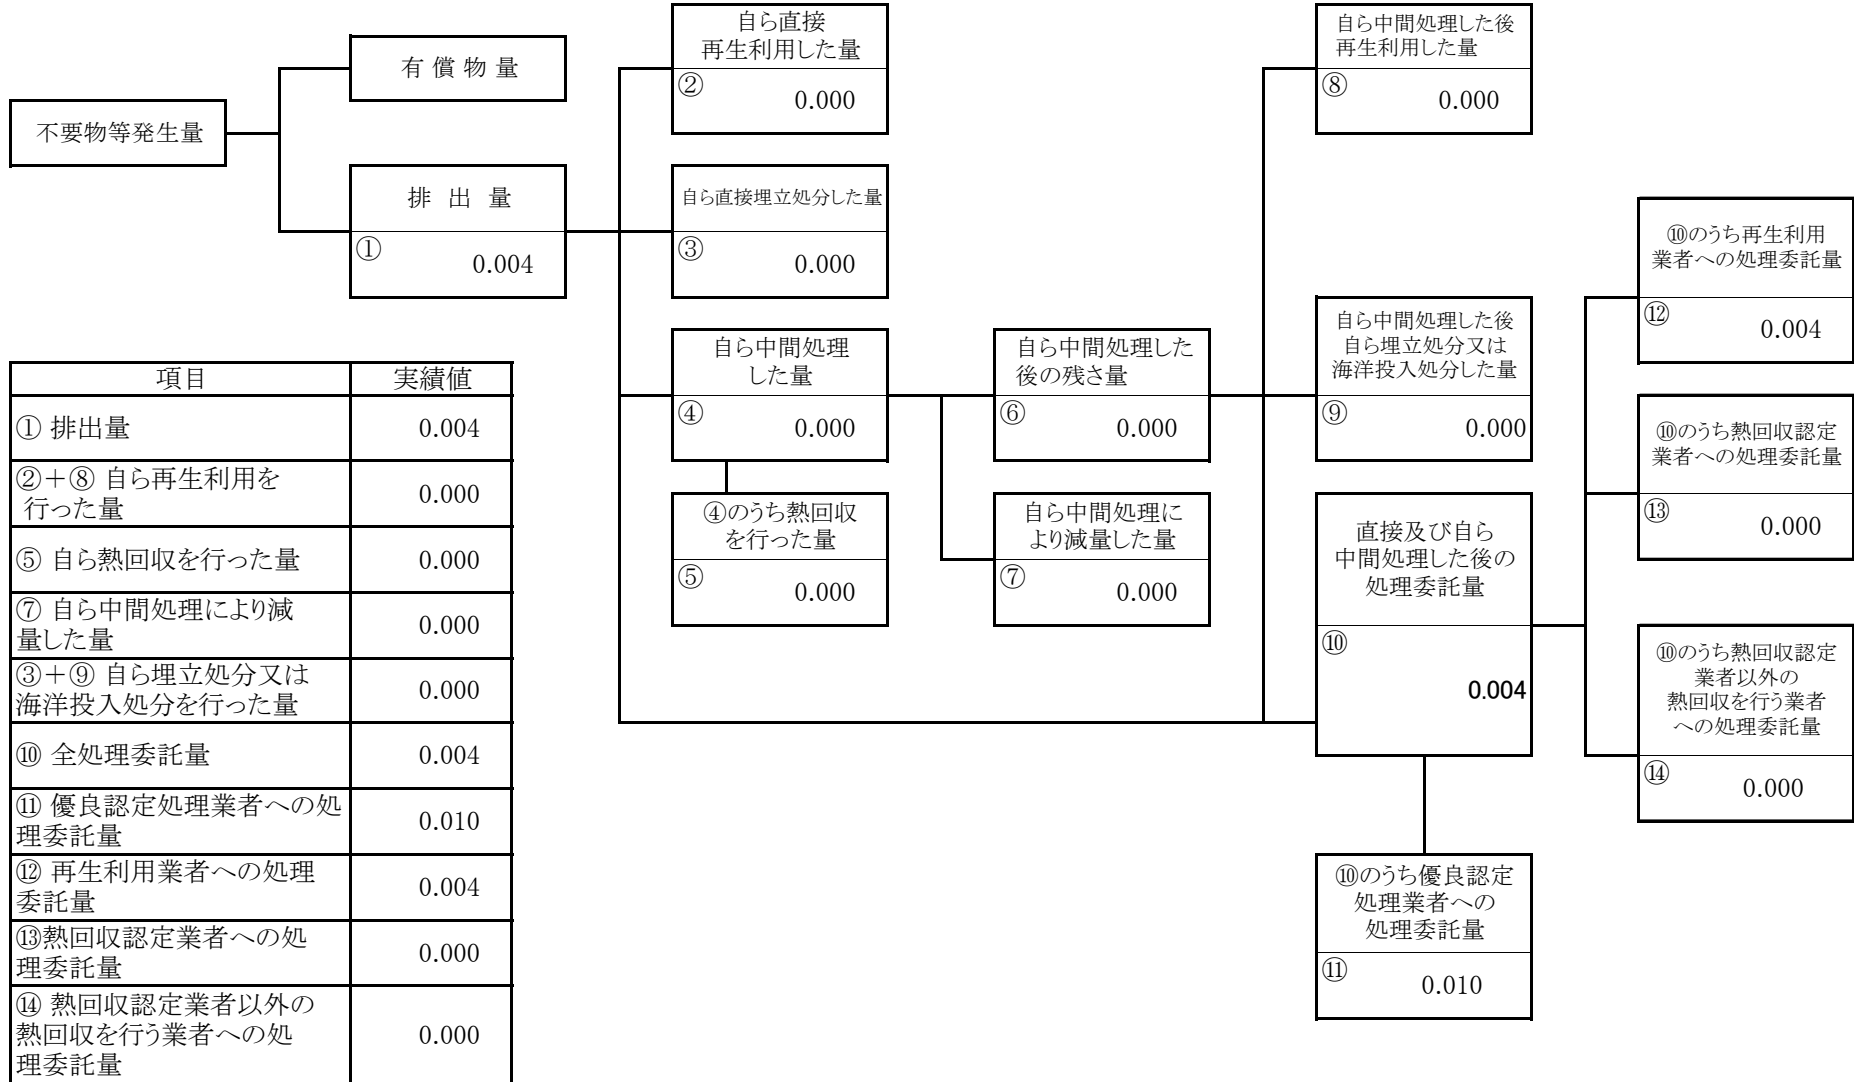 不要物等発生量
有 償 物 量
排 出 量
①
0.004
自ら直接
再生利用した量
②
0.000
自ら直接埋立処分した量
③
0.000
自ら中間処理
した量
④
0.000
④のうち熱回収
を行った量
⑤
0.000
自ら中間処理した
後の残さ量
⑥
0.000
自ら中間処理に
より減量した量
⑦
0.000
自ら中間処理した後
再生利用した量
⑧
0.000
自ら中間処理した後
自ら埋立処分又は
海洋投入処分した量
⑨
0.000
直接及び自ら
中間処理した後の
処理委託量
⑩
0.004
⑩のうち優良認定
処理業者への
処理委託量
⑪
0.010
⑩のうち再生利用
業者への処理委託量
⑫
0.004
⑩のうち熱回収認定
業者への処理委託量
⑬
0.000
⑩のうち熱回収認定
業者以外の
熱回収を行う業者
への処理委託量
⑭
0.000
項目 実績値
① 排出量 0.004
②＋⑧ 自ら再生利用を
行った量 0.000
⑤ 自ら熱回収を行った量 0.000
⑦ 自ら中間処理により減
量した量 0.000
③＋⑨ 自ら埋立処分又は
海洋投入処分を行った量 0.000
⑩ 全処理委託量 0.004
⑪ 優良認定処理業者への処
理委託量 0.010
⑫ 再生利用業者への処理
委託量 0.004
⑬熱回収認定業者への処
理委託量 0.000
⑭ 熱回収認定業者以外の
熱回収を行う業者への処
理委託量 0.000